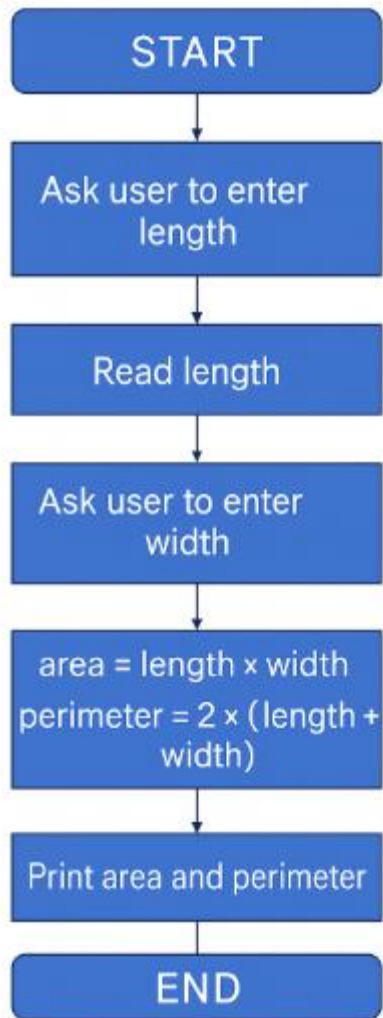 START
Ask user to enter
length
Read length
Ask user to enter
width
area = length × width
perimeter = 2 × (length +
width)
Print area and perimeter
END